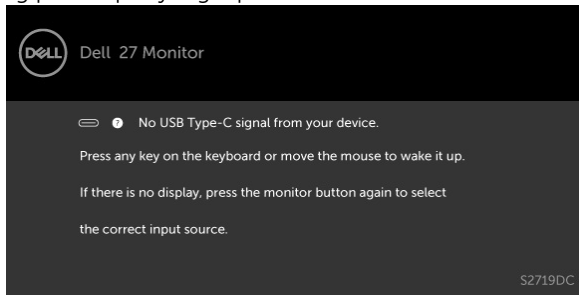 DELL Dell 27 Monitor
? No USB Type-C signal from your device.
Press any key on the keyboard or move the mouse to wake it up.
If there is no display, press the monitor button again to select
the correct input source.
S2719DC